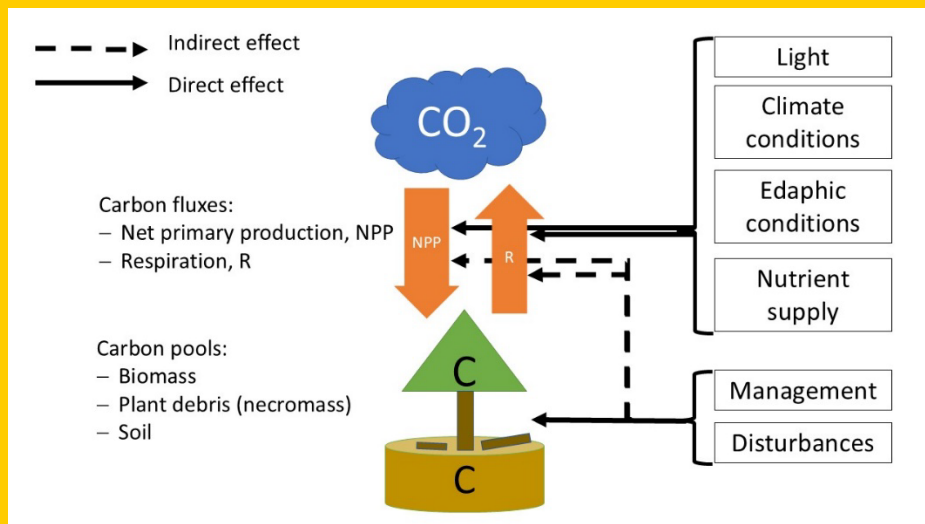 Indirect effect
Direct effect
CO₂
Light
Climate
conditions
Edaphic
conditions
Nutrient
supply
Carbon fluxes:
– Net primary production, NPP
– Respiration, R
NPP
R
Carbon pools:
– Biomass
– Plant debris (necromass)
– Soil
C
C
Management
Disturbances